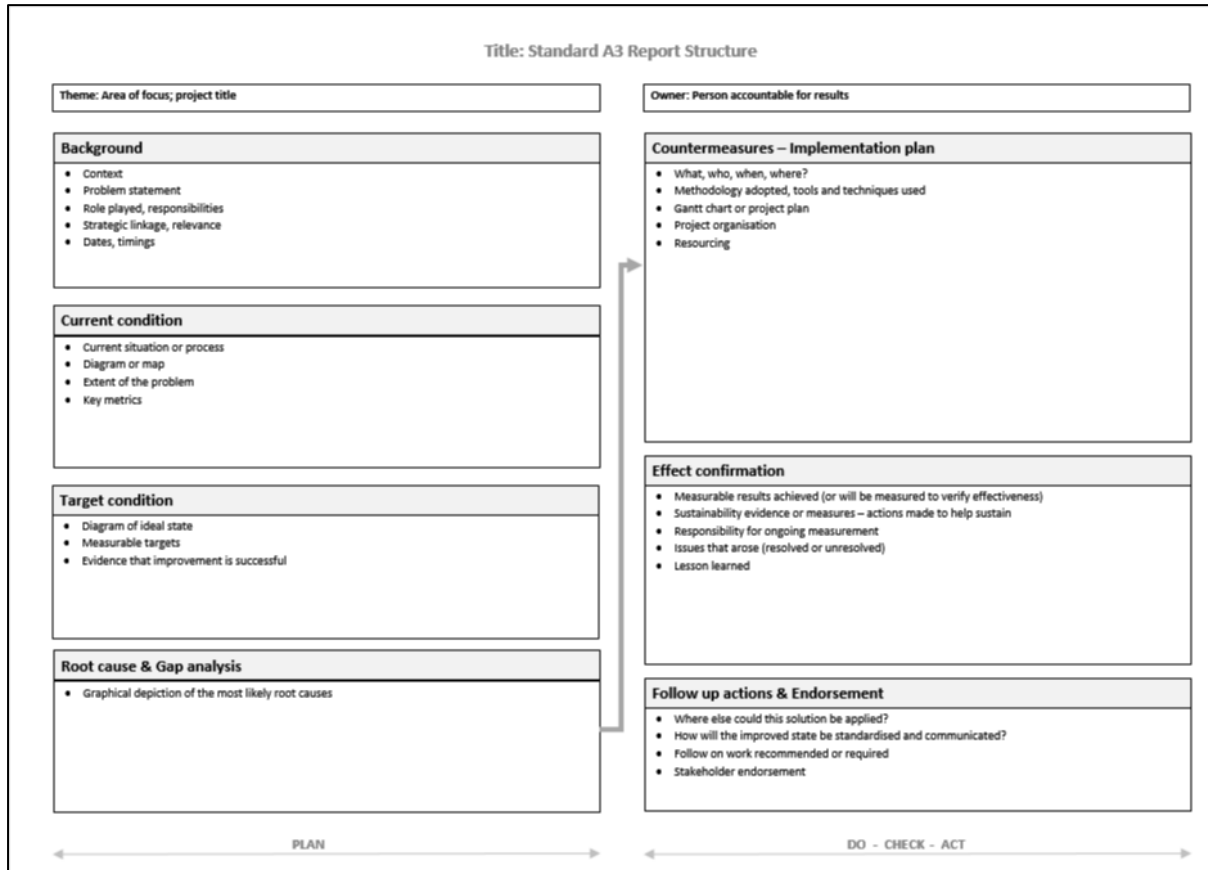 Title: Standard A3 Report Structure
Theme: Area of focus; project title
Background
• Context
• Problem statement
• Role played, responsibilities
• Strategic linkage, relevance
• Dates, timings
Current condition
• Current situation or process
• Diagram or map
• Extent of the problem
• Key metrics
Target condition
• Diagram of ideal state
• Measurable targets
• Evidence that improvement is successful
Root cause & Gap analysis
• Graphical depiction of the most likely root causes
PLAN
Owner: Person accountable for results
Countermeasures – Implementation plan
• What, who, when, where?
• Methodology adopted, tools and techniques used
• Gantt chart or project plan
• Project organisation
• Resourcing
Effect confirmation
• Measurable results achieved (or will be measured to verify effectiveness)
• Sustainability evidence or measures – actions made to help sustain
• Responsibility for ongoing measurement
• Issues that arose (resolved or unresolved)
• Lesson learned
Follow up actions & Endorsement
• Where else could this solution be applied?
• How will the improved state be standardised and communicated?
• Follow on work recommended or required
• Stakeholder endorsement
DO - CHECK - ACT